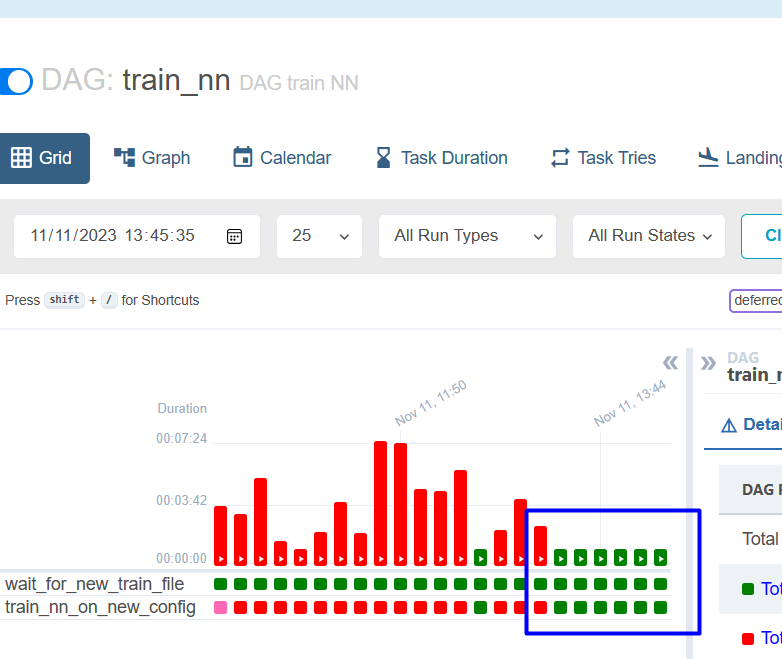 DAG: train_nn DAG train NN
Grid Graph Calendar Task Duration Task Tries Landing
11/11/2023 13:45:35 25 All Run Types All Run States Cl
Press shift + / for Shortcuts
deferred
DAG
train_n
Duration
Nov 11, 11:50
Nov 11, 13:44
00:07:24
00:03:42
00:00:00
Detai
DAG
Total
Tot
Tot
wait_for_new_train_file
train_nn_on_new_config